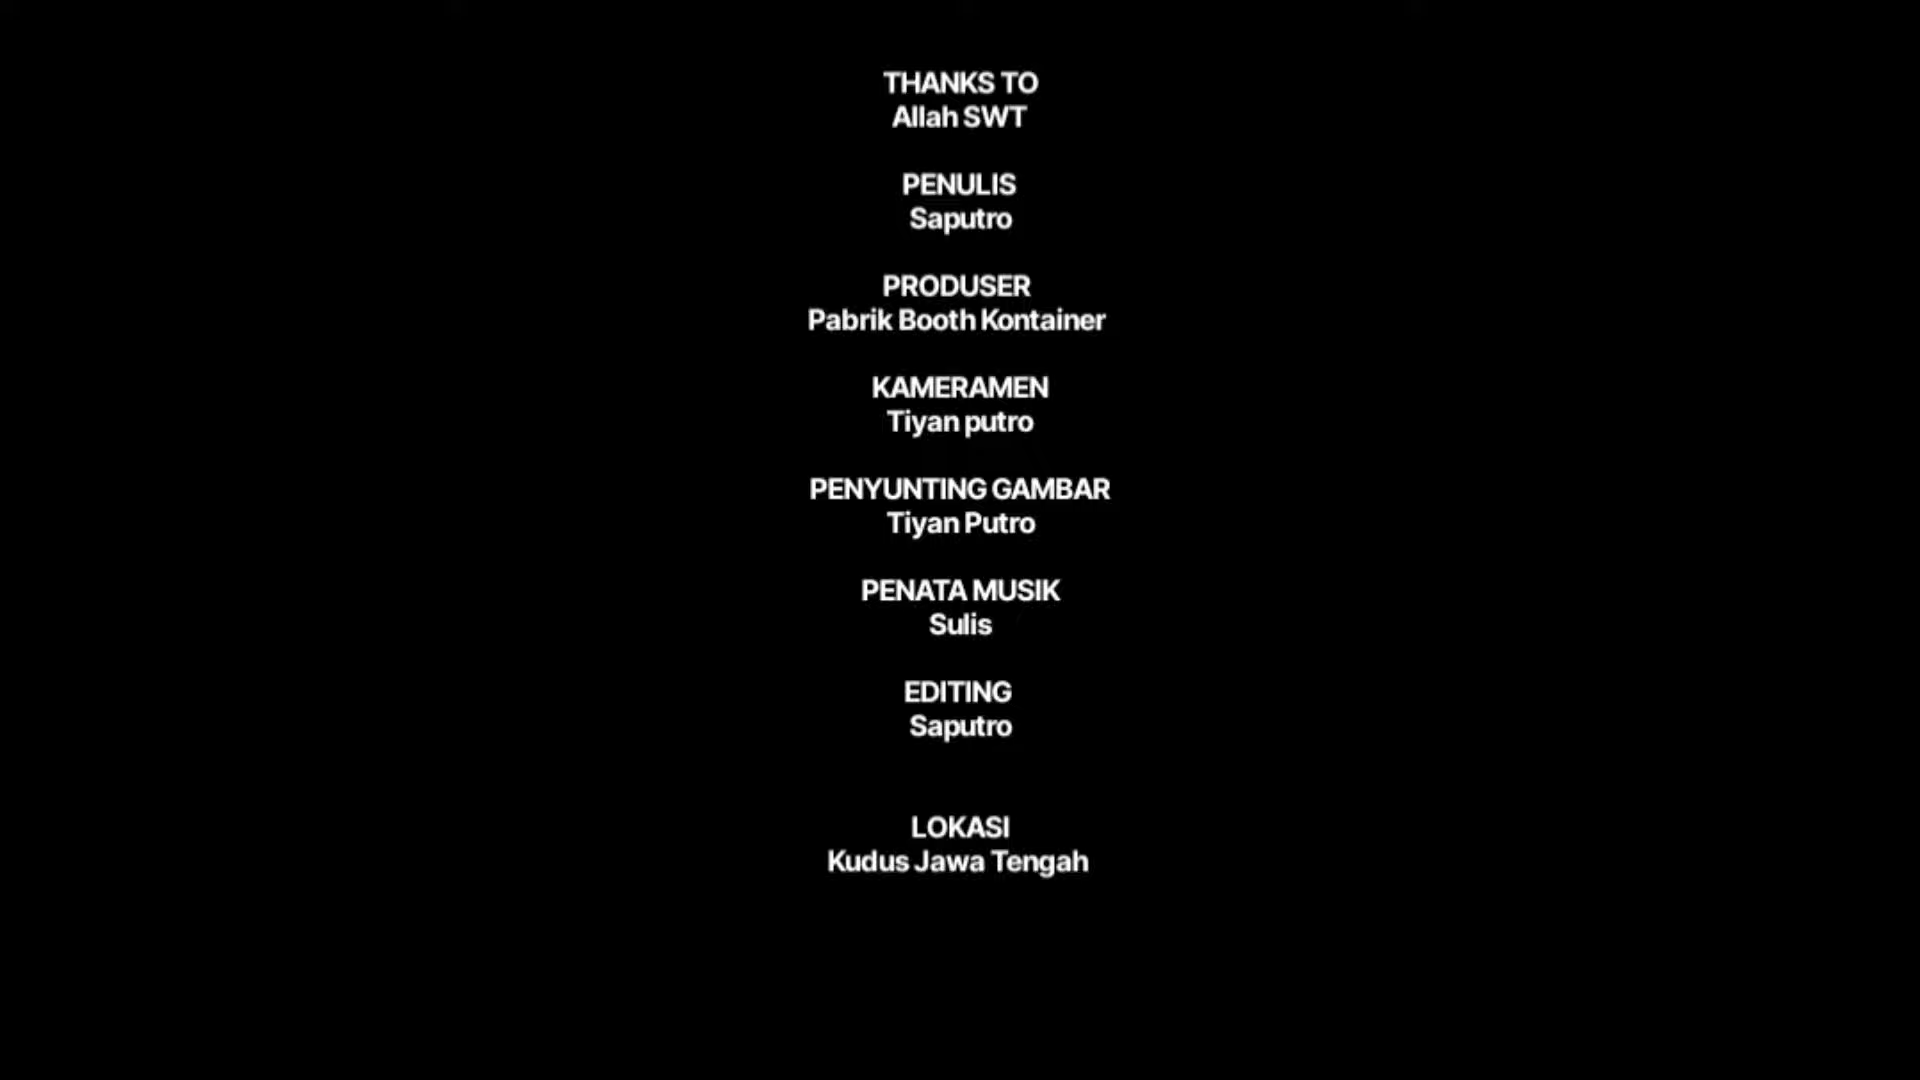 THANKS TO
Allah SWT
PENULIS
Saputro
PRODUSER
Pabrik Booth Kontainer
KAMERAMEN
Tiyan putro
PENYUNTING GAMBAR
Tiyan Putro
PENATA MUSIK
Sulis
EDITING
Saputro
LOKASI
Kudus Jawa Tengah